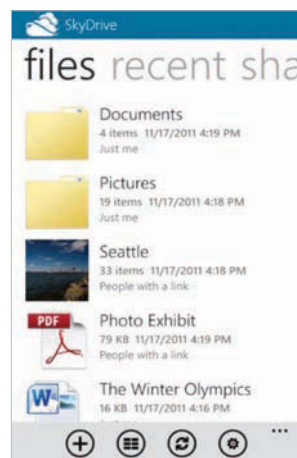 SkyDrive
files recent sha
Documents
4 items 11/17/2011 4:19 PM
Just me
Pictures
19 items 11/17/2011 4:18 PM
Just me
Seattle
33 items 11/17/2011 4:18 PM
People with a link
PDF
Photo Exhibit
79 KB 11/17/2011 4:19 PM
People with a link
W
The Winter Olympics
16 KB 11/17/2011 4:16 PM